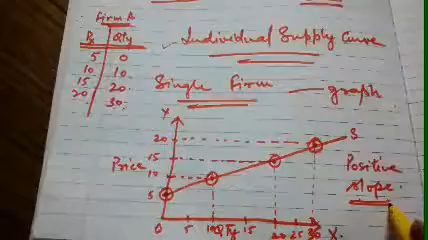 Firm A
Ps Qty
5 0
10 10
15 20
20 30
Individual Supply Curve
Single Firm — graph
Y
20
15
10
5
Price
S
Positive
slope.
0 5 10 Qty 20 25 30 X